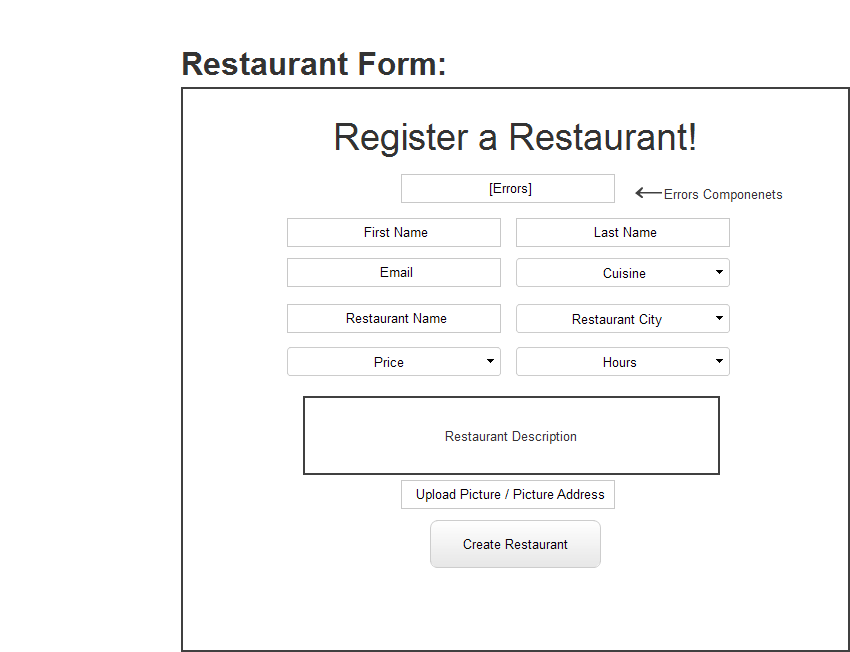 Restaurant Form:
Register a Restaurant!
[Errors]
Errors Componenets
First Name
Last Name
Email
Cuisine
Restaurant Name
Restaurant City
Price
Hours
Restaurant Description
Upload Picture / Picture Address
Create Restaurant